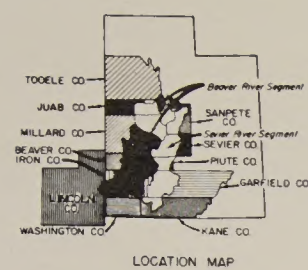 TOOELE CO.
Beaver River Segment
JUAB CO.
SANPETE
CO.
MILLARD CO.
Sevier River Segment
BEAVER CO.
SEVIER CO.
IRON CO.
PIUTE CO.
LINCOLN
CO.
GARFIELD CO.
WASHINGTON CO.
KANE CO.
LOCATION MAP